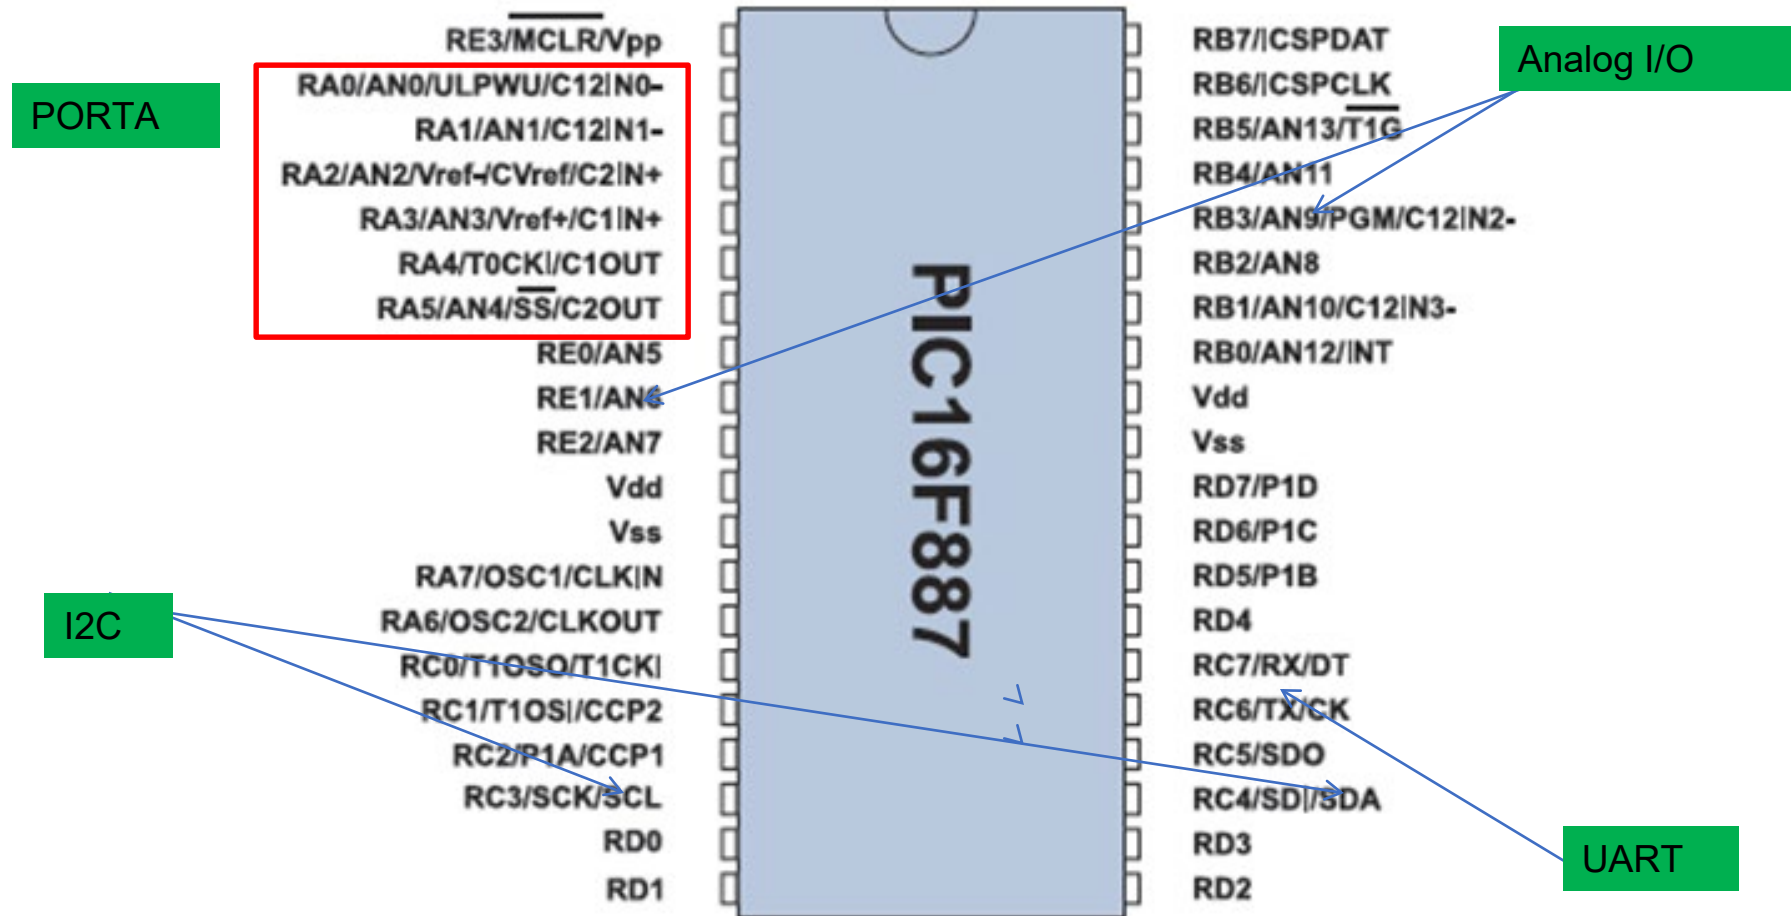 PORTA
RE3/MCLR/Vpp
RA0/AN0/ULPWU/C12IN0-
RA1/AN1/C12IN1-
RA2/AN2/Vref-/CVref/C2IN+
RA3/AN3/Vref+/C1IN+
RA4/T0CKI/C1OUT
RA5/AN4/SS/C2OUT
RE0/AN5
RE1/AN6
RE2/AN7
Vdd
Vss
RA7/OSC1/CLKIN
RA6/OSC2/CLKOUT
RC0/T1OSO/T1CKI
RC1/T1OSI/CCP2
RC2/P1A/CCP1
RC3/SCK/SCL
RD0
RD1
I2C
PIC16F887
RB7/ICSPDAT
RB6/ICSPCLK
RB5/AN13/T1G
RB4/AN11
RB3/AN9/PGM/C12IN2-
RB2/AN8
RB1/AN10/C12IN3-
RB0/AN12/INT
Vdd
Vss
RD7/P1D
RD6/P1C
RD5/P1B
RD4
RC7/RX/DT
RC6/TX/CK
RC5/SDO
RC4/SDI/SDA
RD3
RD2
Analog I/O
UART